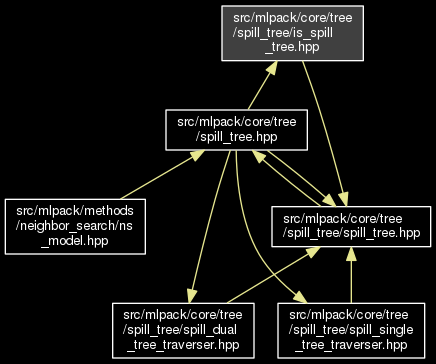 src/mlpack/core/tree
/spill_tree/is_spill
_tree.hpp
src/mlpack/core/tree
/spill_tree.hpp
src/mlpack/methods
/neighbor_search/ns
_model.hpp
src/mlpack/core/tree
/spill_tree/spill_tree.hpp
src/mlpack/core/tree
/spill_tree/spill_dual
_tree_traverser.hpp
src/mlpack/core/tree
/spill_tree/spill_single
_tree_traverser.hpp